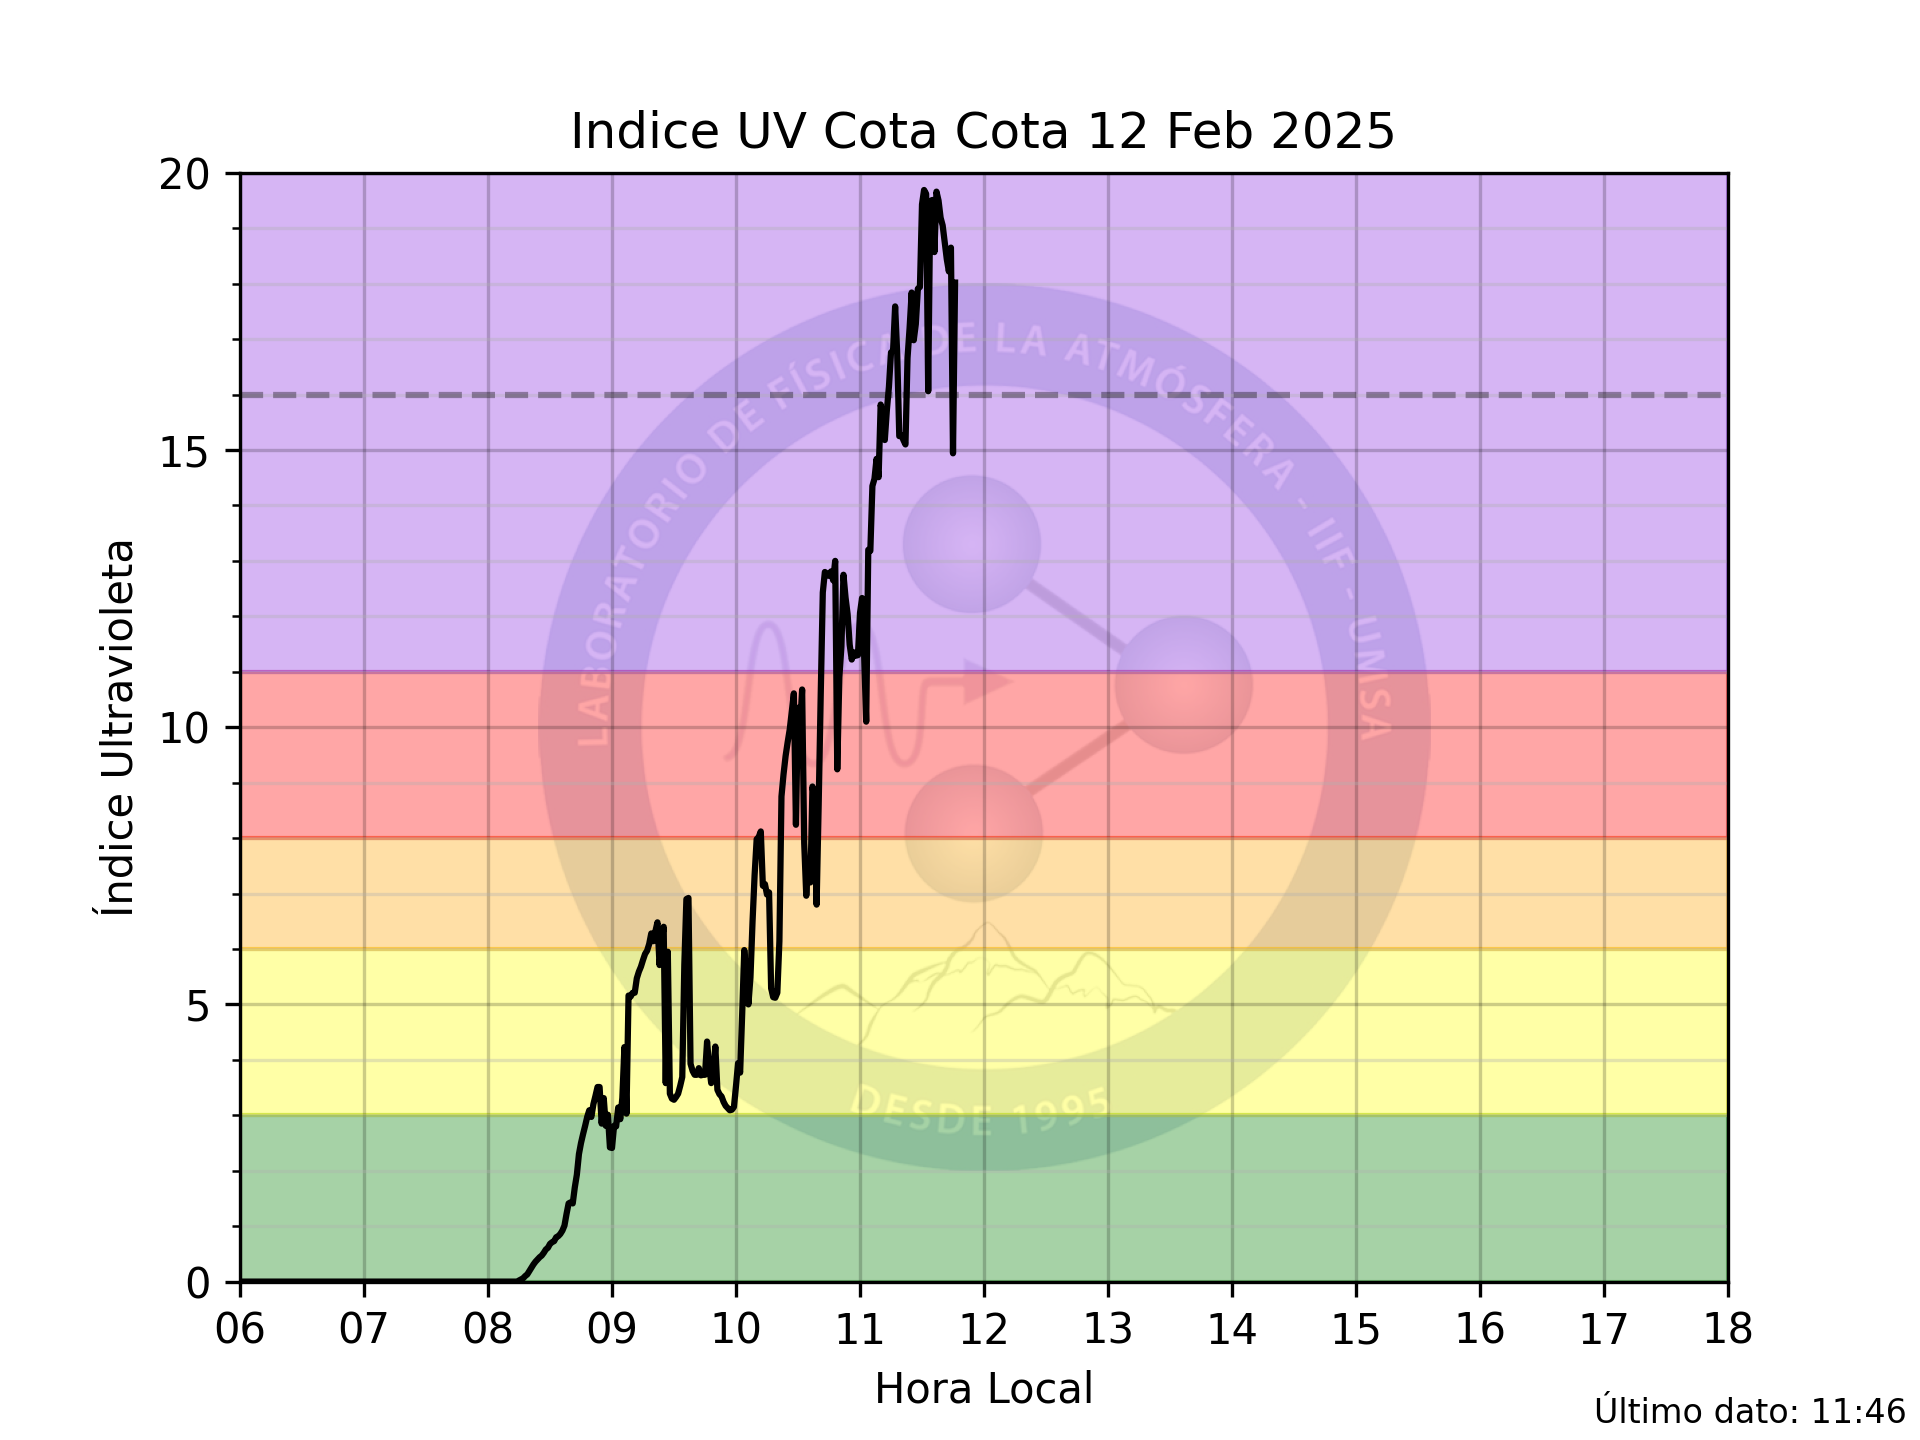 Indice UV Cota Cota 12 Feb 2025
20
15
10
5
0
Índice Ultravioleta
LABORATORIO DE FÍSICA DE LA ATMÓSFERA - IIF - UMSA
DESDE 1995
06 07 08 09 10 11 12 13 14 15 16 17 18
Hora Local
Último dato: 11:46